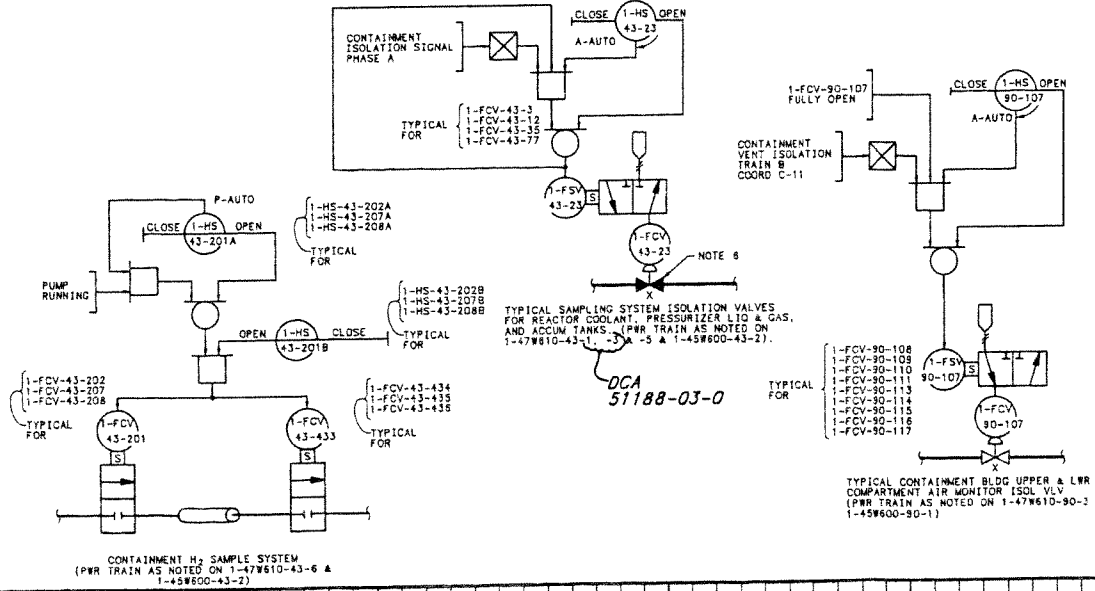 CLOSE 1-HS OPEN
43-23
A-AUTO
CONTAINMENT
ISOLATION SIGNAL
PHASE A
TYPICAL
FOR
1-FCV-43-3
1-FCV-43-12
1-FCV-43-35
1-FCV-43-77
1-FSV
43-23
S
1-FCV
43-23
NOTE 6
X
TYPICAL SAMPLING SYSTEM ISOLATION VALVES
FOR REACTOR COOLANT, PRESSURIZER LIQ & GAS,
AND ACCUM TANKS. (PWR TRAIN AS NOTED ON
1-47W610-43-1, -3 & -5 & 1-45W600-43-2).
DCA
51188-03-0
P-AUTO
CLOSE 1-HS OPEN
43-201A
1-HS-43-202A
1-HS-43-207A
1-HS-43-208A
TYPICAL
FOR
PUMP
RUNNING
OPEN 1-HS CLOSE
43-201B
1-HS-43-202B
1-HS-43-207B
1-HS-43-208B
TYPICAL
FOR
1-FCV-43-202
1-FCV-43-207
1-FCV-43-208
TYPICAL
FOR
1-FCV
43-201
S
1-FCV
43-433
S
1-FCV-43-434
1-FCV-43-435
1-FCV-43-436
TYPICAL
FOR
CONTAINMENT H2 SAMPLE SYSTEM
(PWR TRAIN AS NOTED ON 1-47W610-43-6 &
1-45W600-43-2)
1-FCV-90-107
FULLY OPEN
CLOSE 1-HS OPEN
90-107
A-AUTO
CONTAINMENT
VENT ISOLATION
TRAIN B
COORD C-11
1-FSV
90-107
S
1-FCV
90-107
X
TYPICAL
FOR
1-FCV-90-108
1-FCV-90-109
1-FCV-90-110
1-FCV-90-111
1-FCV-90-113
1-FCV-90-114
1-FCV-90-115
1-FCV-90-116
1-FCV-90-117
TYPICAL CONTAINMENT BLDG UPPER & LWR
COMPARTMENT AIR MONITOR ISOL VLV
(PWR TRAIN AS NOTED ON 1-47W610-90-3
1-45W600-90-1)